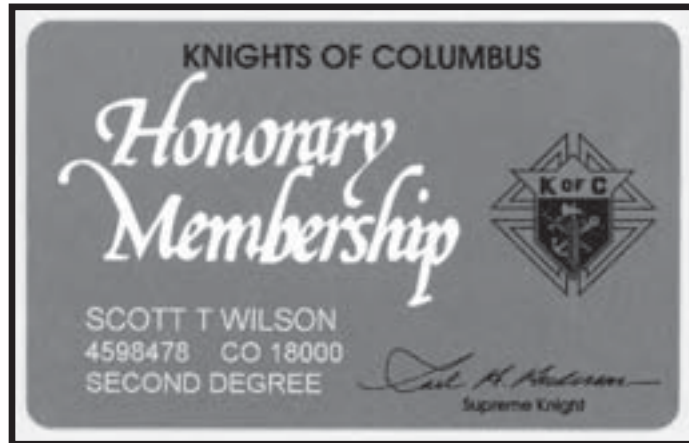 KNIGHTS OF COLUMBUS
Honorary
Membership
K OF C
SCOTT T WILSON
4598478 CO 18000
SECOND DEGREE
Supreme Knight